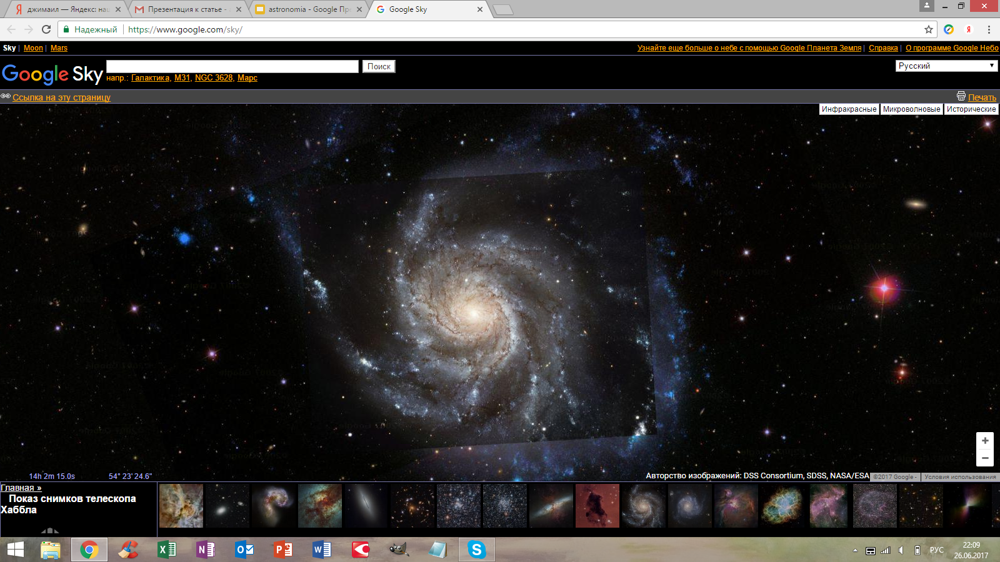 джимаил — Яндекс: наш
Презентация к статье -
astronomia - Google Пре
Google Sky
Надежный
https://www.google.com/sky/
Sky | Moon | Mars
Узнайте еще больше о небе с помощью Google Планета Земля | Справка | О программе Google Небо
Google Sky
Поиск
Русский
напр.: Галактика, M31, NGC 3628, Марс
Ссылка на эту страницу
Печать
Инфракрасные
Микроволновые
Исторические
+
−
14h 2m 15.0s
54° 23' 24.6"
Авторство изображений: DSS Consortium, SDSS, NASA/ESA
©2017 Google -
Условия использования
Главная »
Показ снимков телескопа
Хаббла
РУС
22:09
26.06.2017